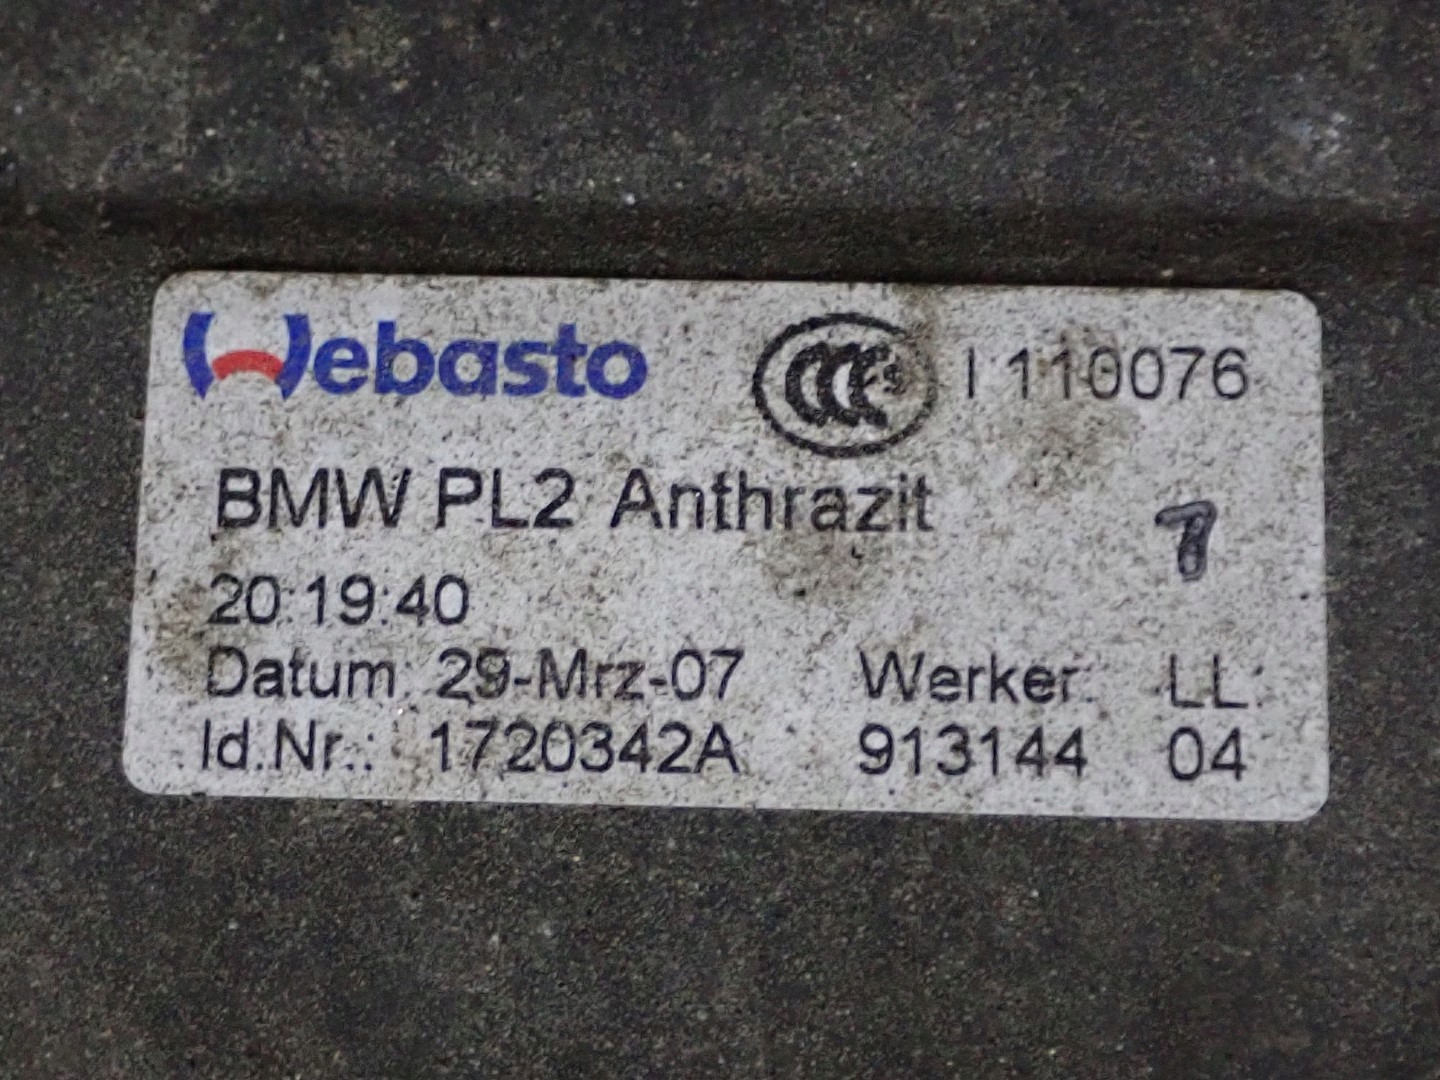 Webasto CCC S I 110076
BMW PL2 Anthrazit 7
20:19:40
Datum: 29-Mrz-07 Werker: LL:
Id.Nr.: 1720342A 913144 04